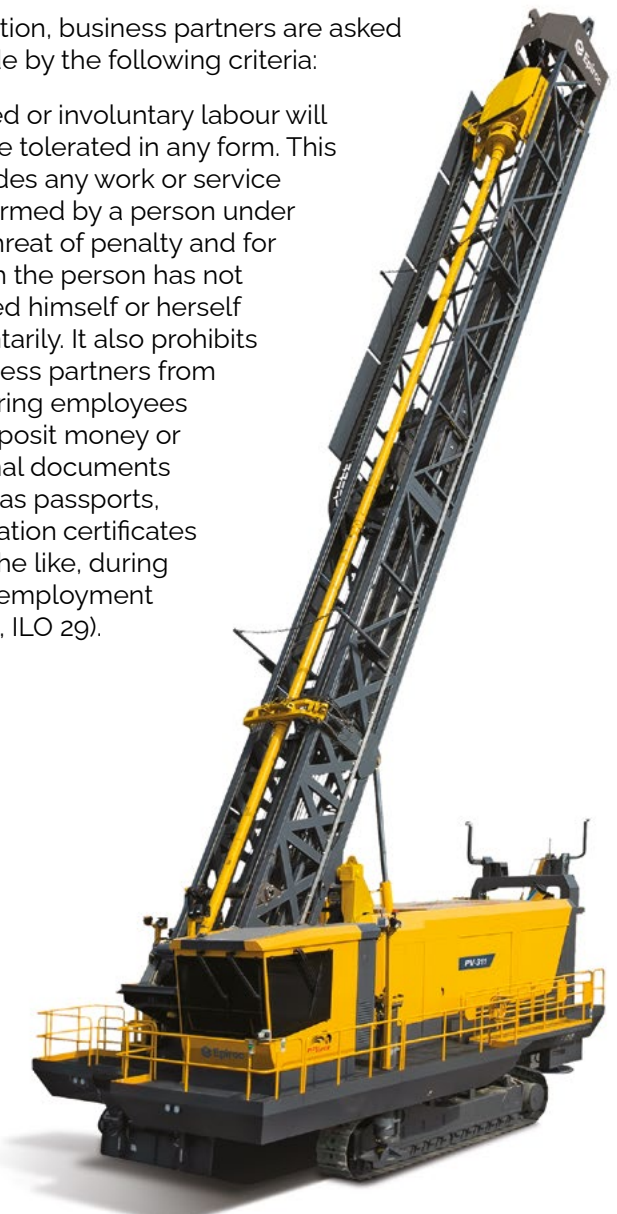 tion, business partners are asked
de by the following criteria:
ed or involuntary labour will
e tolerated in any form. This
des any work or service
rmed by a person under
hreat of penalty and for
n the person has not
ed himself or herself
tarily. It also prohibits
ess partners from
ring employees
posit money or
nal documents
as passports,
ation certificates
he like, during
employment
, ILO 29).
Epiroc
PV-311
Epiroc